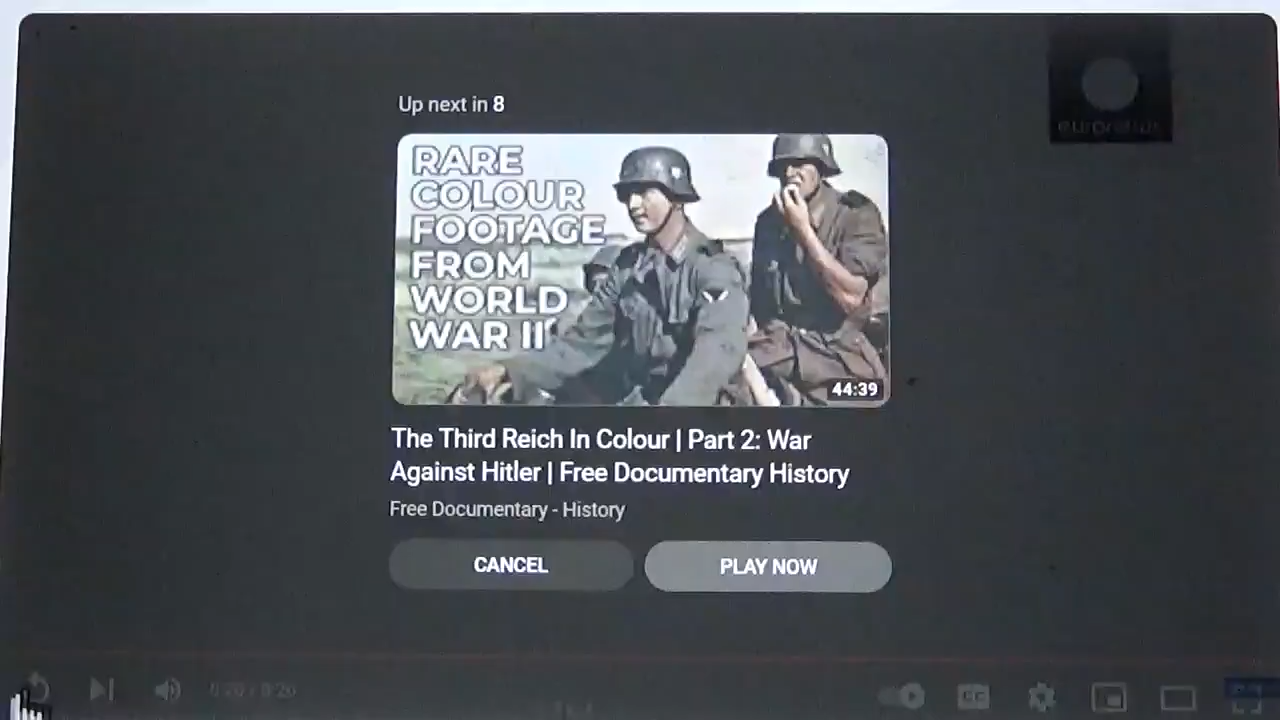 Up next in 8
RARE
COLOUR
FOOTAGE
FROM
WORLD
WAR II
44:39
The Third Reich In Colour | Part 2: War
Against Hitler | Free Documentary History
Free Documentary - History
CANCEL
PLAY NOW
CC